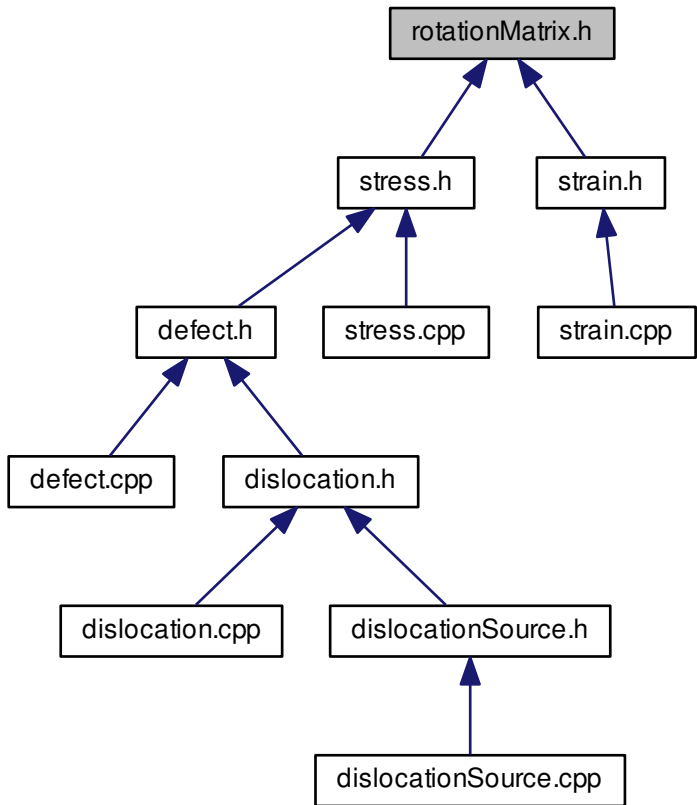 rotationMatrix.h
stress.h
strain.h
defect.h
stress.cpp
strain.cpp
defect.cpp
dislocation.h
dislocation.cpp
dislocationSource.h
dislocationSource.cpp